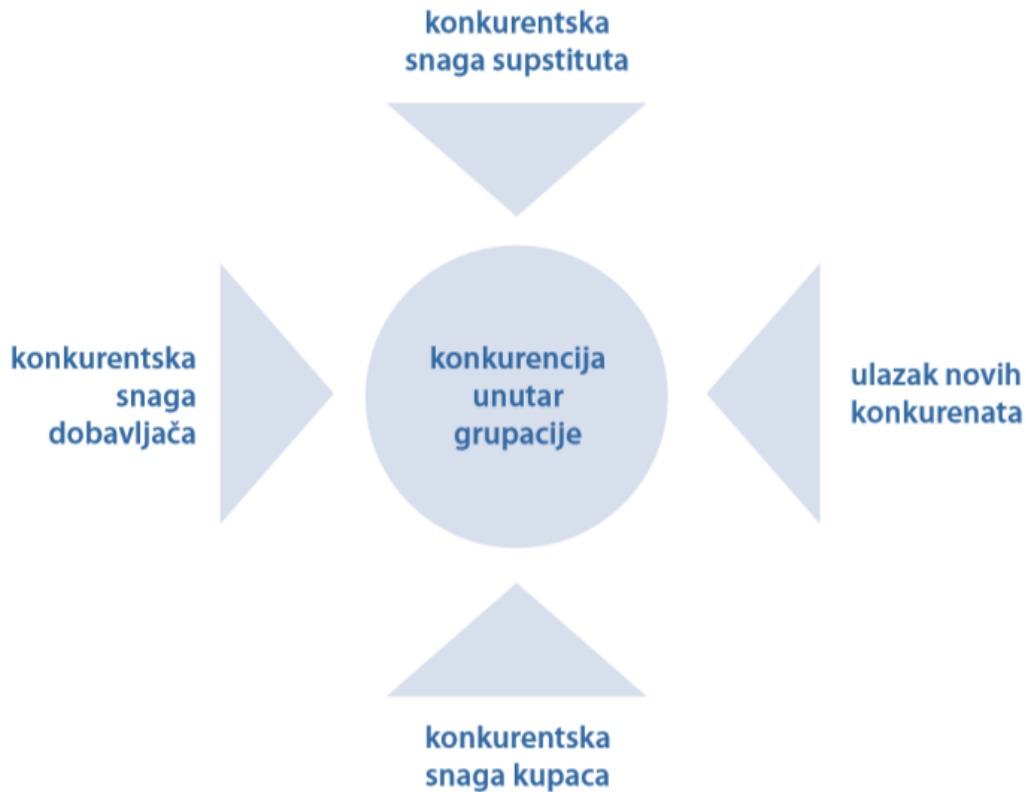 konkurentska
snaga supstituta
konkurentska
snaga
dobavljača
konkurencija
unutar
grupacije
ulazak novih
konkurenata
konkurentska
snaga kupaca